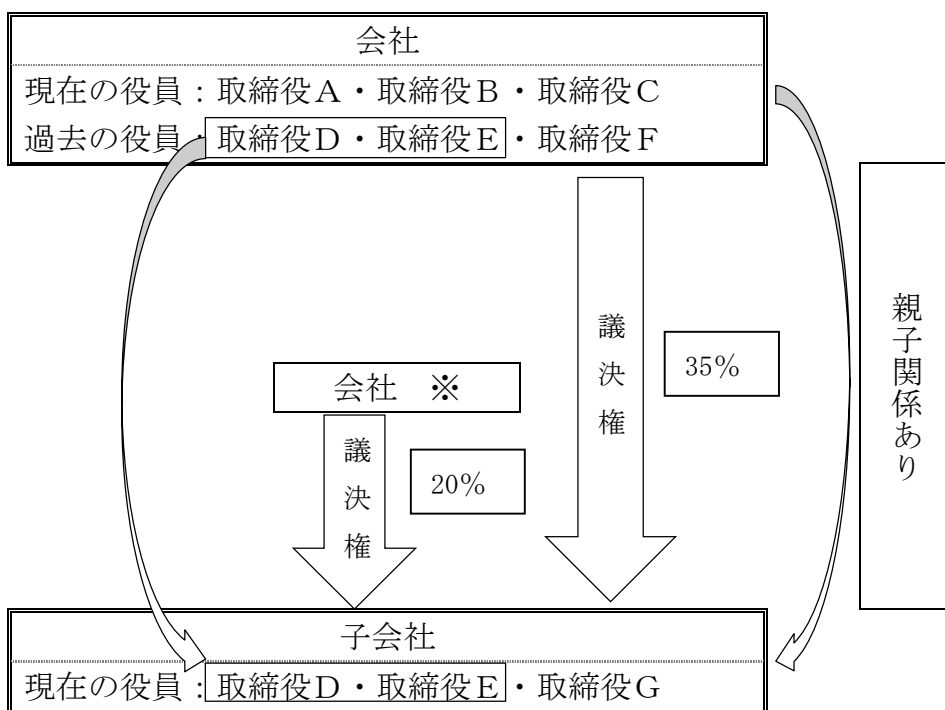 会社
現在の役員：取締役Ａ・取締役Ｂ・取締役Ｃ
過去の役員：取締役Ｄ・取締役Ｅ・取締役Ｆ
親子関係あり
議決権
35%
会社　※
議決権
20%
子会社
現在の役員：取締役Ｄ・取締役Ｅ・取締役Ｇ